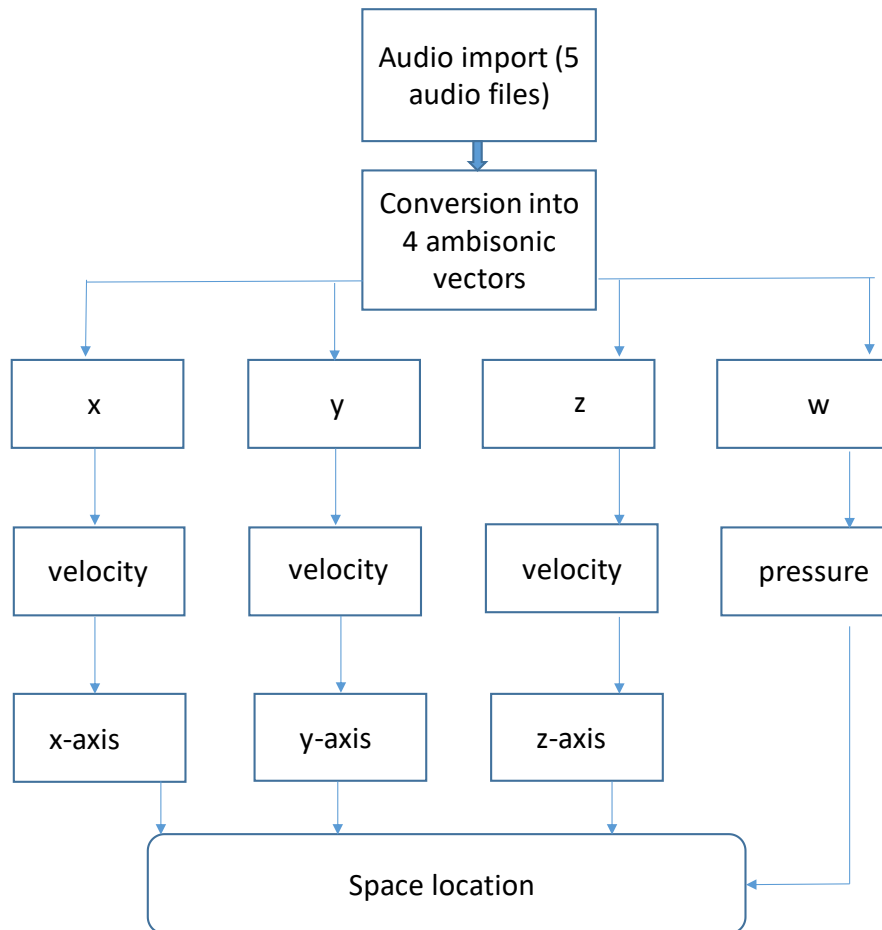 Audio import (5
audio files)
Conversion into
4 ambisonic
vectors
x
y
z
w
velocity
velocity
velocity
pressure
x-axis
y-axis
z-axis
Space location